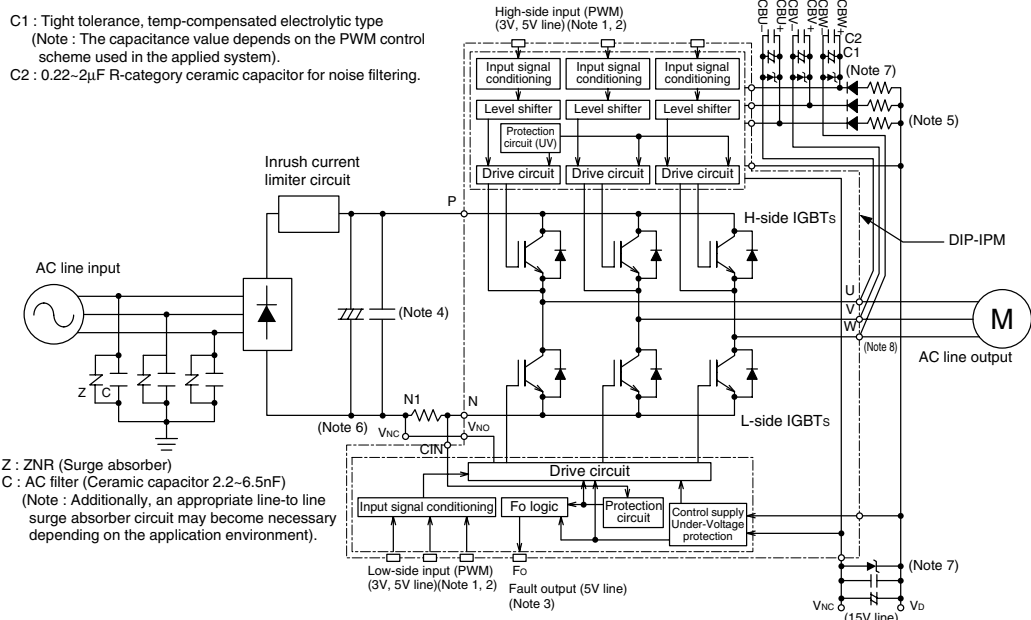 C1 : Tight tolerance, temp-compensated electrolytic type
(Note : The capacitance value depends on the PWM control
scheme used in the applied system).
C2 : 0.22~2μF R-category ceramic capacitor for noise filtering.
High-side input (PWM)
(3V, 5V line) (Note 1, 2)
CBU-
CBU+
CBV-
CBV+
CBW-
CBW+
C2
C1
(Note 7)
(Note 5)
Input signal
conditioning
Input signal
conditioning
Input signal
conditioning
Level shifter
Level shifter
Level shifter
Protection
circuit (UV)
Drive circuit
Drive circuit
Drive circuit
Inrush current
limiter circuit
P
H-side IGBTs
DIP-IPM
AC line input
(Note 4)
U
V
W
M
(Note 8)
AC line output
Z
C
N1
N
(Note 6)
VNC
VNO
CIN
L-side IGBTs
Z : ZNR (Surge absorber)
C : AC filter (Ceramic capacitor 2.2~6.5nF)
(Note : Additionally, an appropriate line-to line
surge absorber circuit may become necessary
depending on the application environment).
Drive circuit
Input signal conditioning
Fo logic
Protection
circuit
Control supply
Under-Voltage
protection
Low-side input (PWM)
(3V, 5V line)(Note 1, 2)
FO
Fault output (5V line)
(Note 3)
(Note 7)
VNC
VD
(15V line)